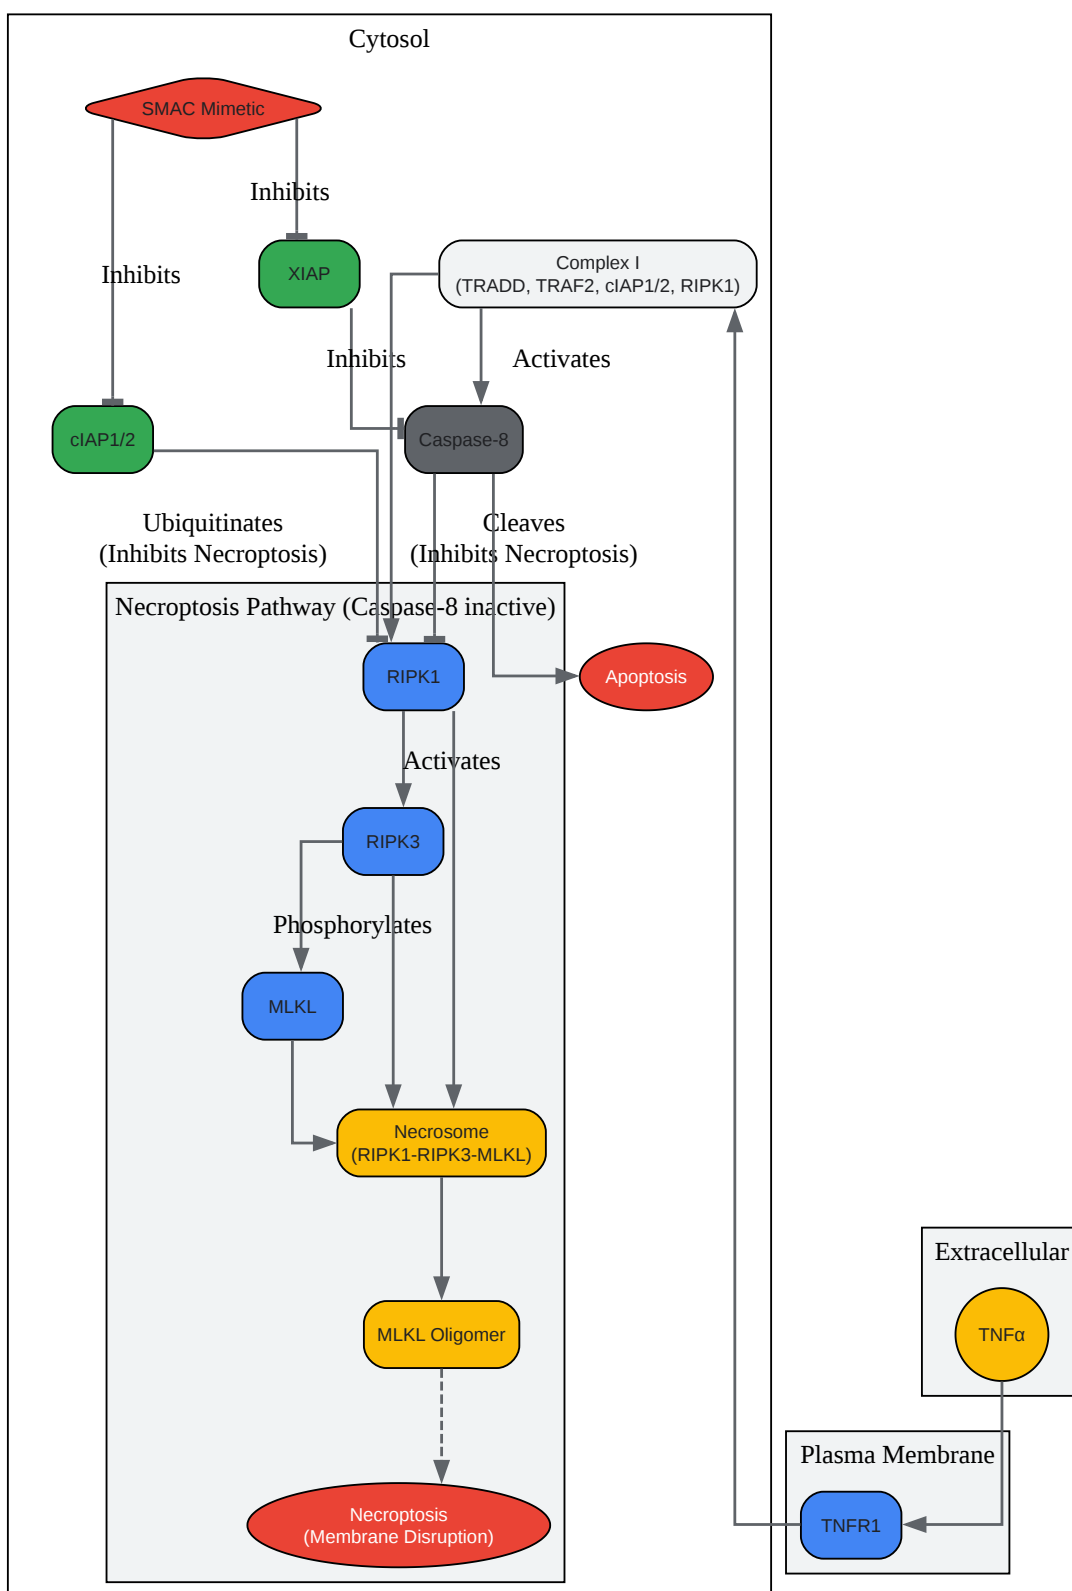 Cytosol
SMAC Mimetic
Inhibits
Inhibits
XIAP
Complex I
(TRADD, TRAF2, cIAP1/2, RIPK1)
Inhibits
Activates
cIAP1/2
Caspase-8
Ubiquitinates
(Inhibits Necroptosis)
Cleaves
(Inhibits Necroptosis)
Necroptosis Pathway (Caspase-8 inactive)
RIPK1
Apoptosis
Activates
RIPK3
Phosphorylates
MLKL
Necrosome
(RIPK1-RIPK3-MLKL)
Extracellular
TNFα
MLKL Oligomer
Plasma Membrane
TNFR1
Necroptosis
(Membrane Disruption)